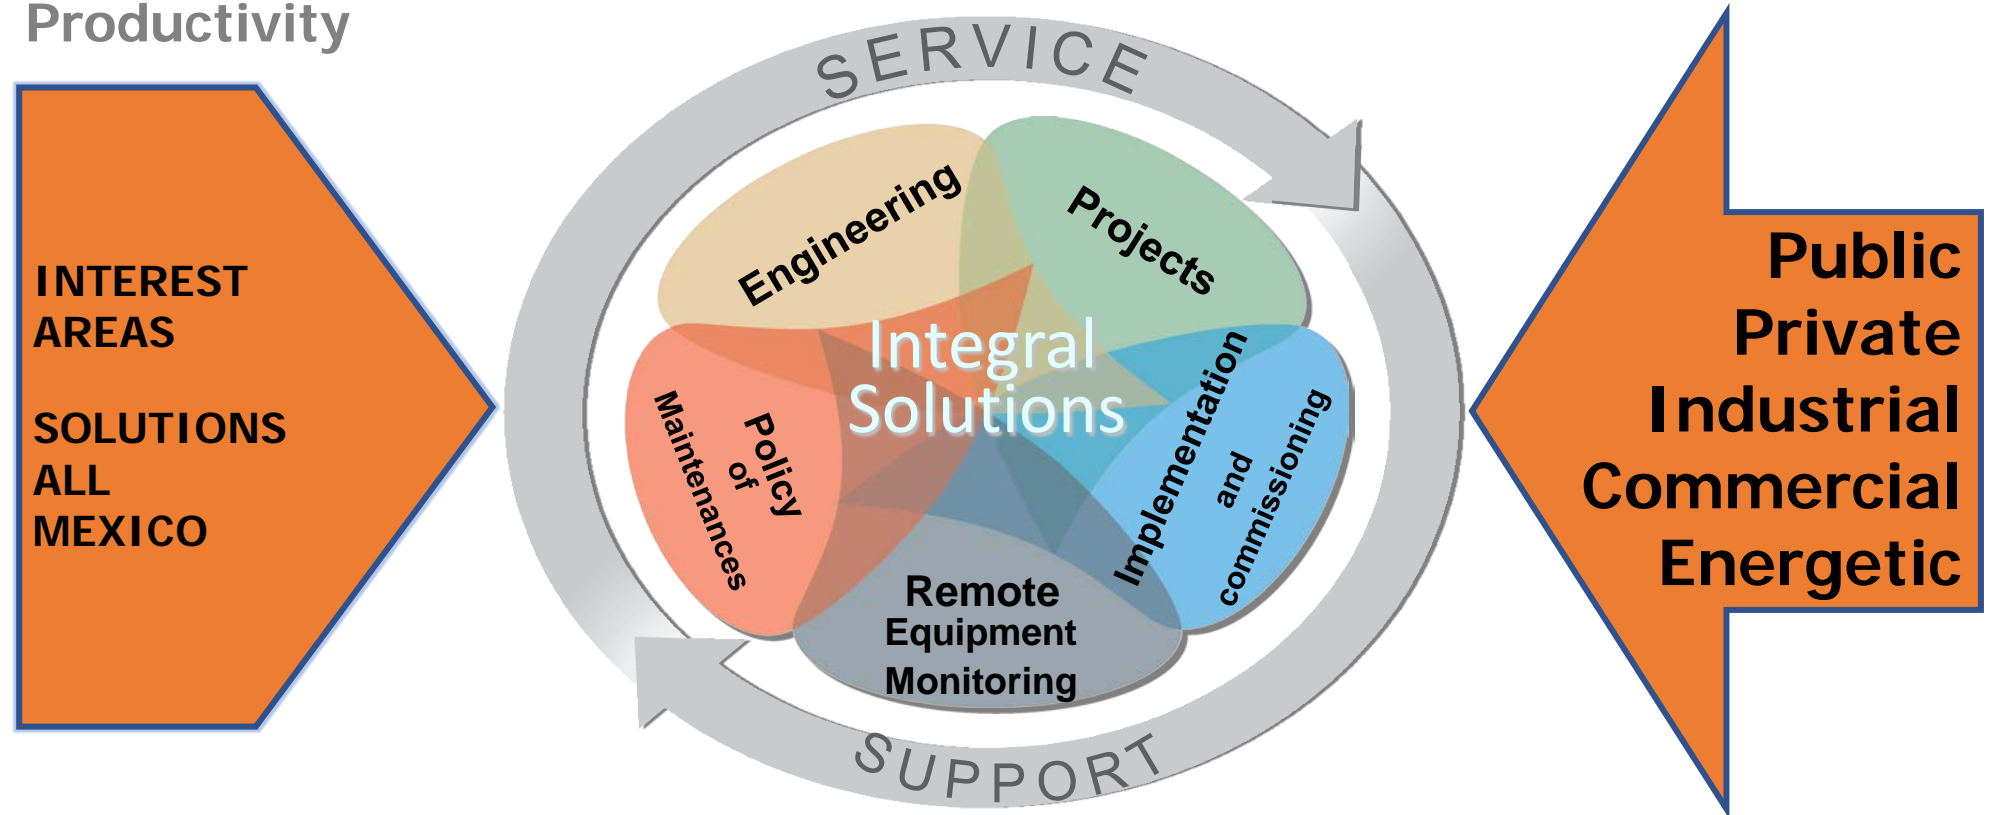 Productivity
INTEREST
AREAS
SOLUTIONS
ALL
MEXICO
SERVICE
Engineering
Projects
Integral
Solutions
Policy
of
Maintenances
Implementation
and
commissioning
Remote
Equipment
Monitoring
SUPPORT
Public
Private
Industrial
Commercial
Energetic